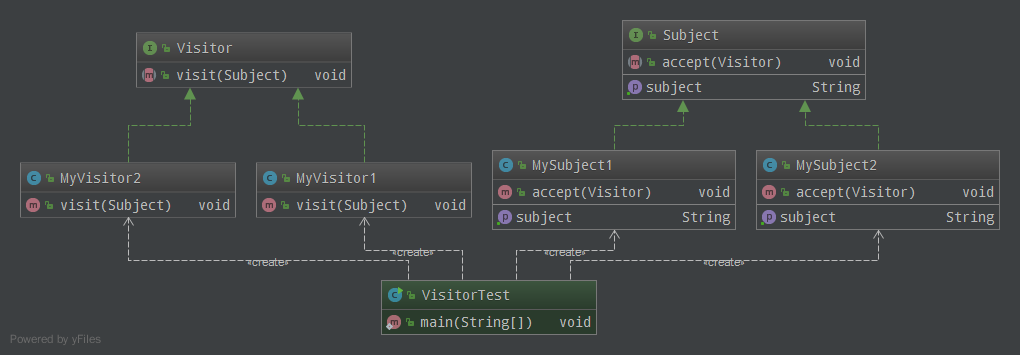 Visitor
visit(Subject) void
Subject
accept(Visitor) void
subject String
MyVisitor2
visit(Subject) void
MyVisitor1
visit(Subject) void
MySubject1
accept(Visitor) void
subject String
MySubject2
accept(Visitor) void
subject String
«create»
«create»
«create»
«create»
VisitorTest
main(String[]) void
Powered by yFiles